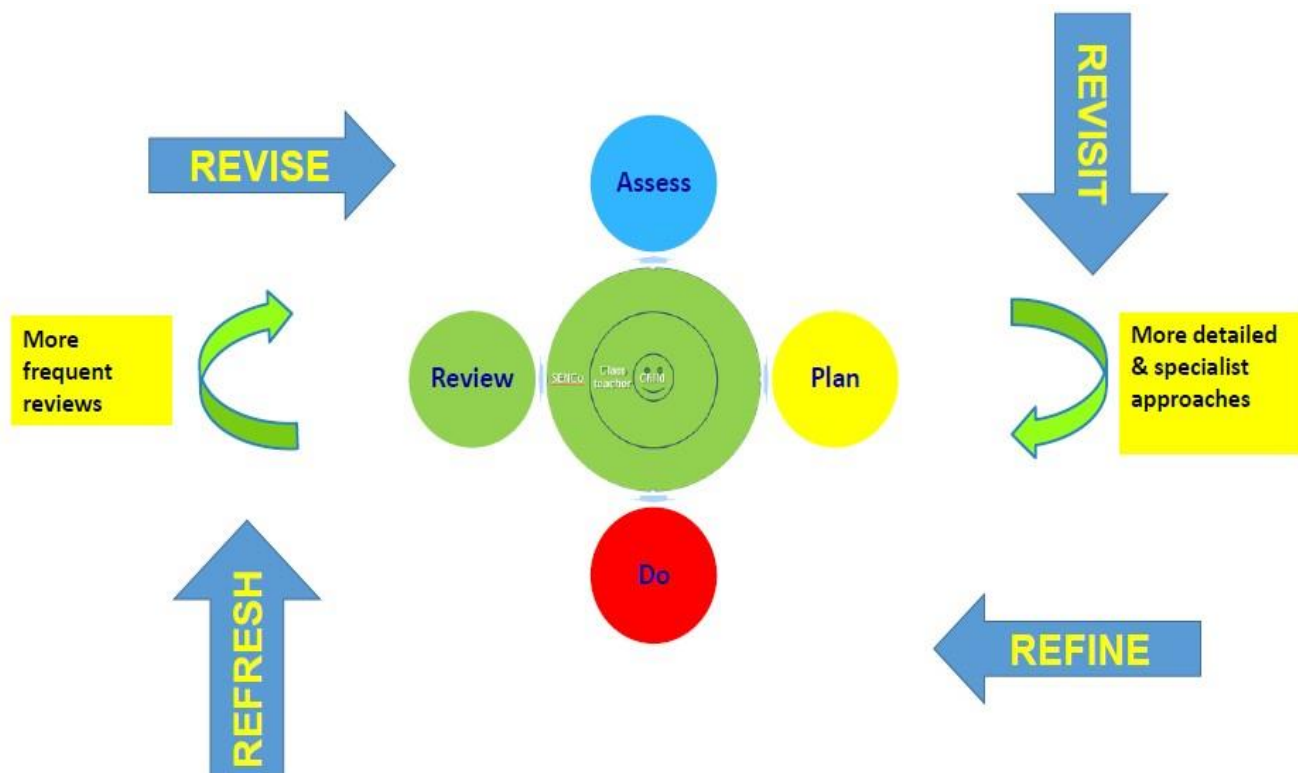 REVISE
REVISIT
Assess
More
frequent
reviews
Review
SENCo
Class
teacher
Child
Plan
More detailed
& specialist
approaches
Do
REFRESH
REFINE